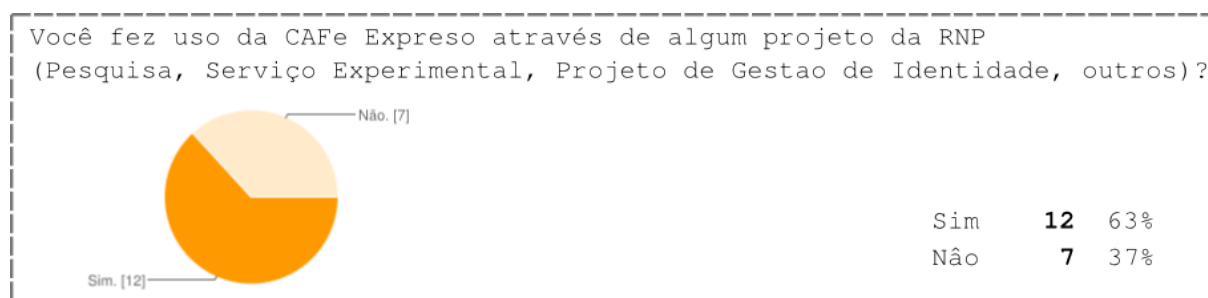 Você fez uso da CAFe Expreso através de algum projeto da RNP
(Pesquisa, Serviço Experimental, Projeto de Gestao de Identidade, outros)?
Não. [7]
Sim 12 63%
Nâo 7 37%
Sim. [12]